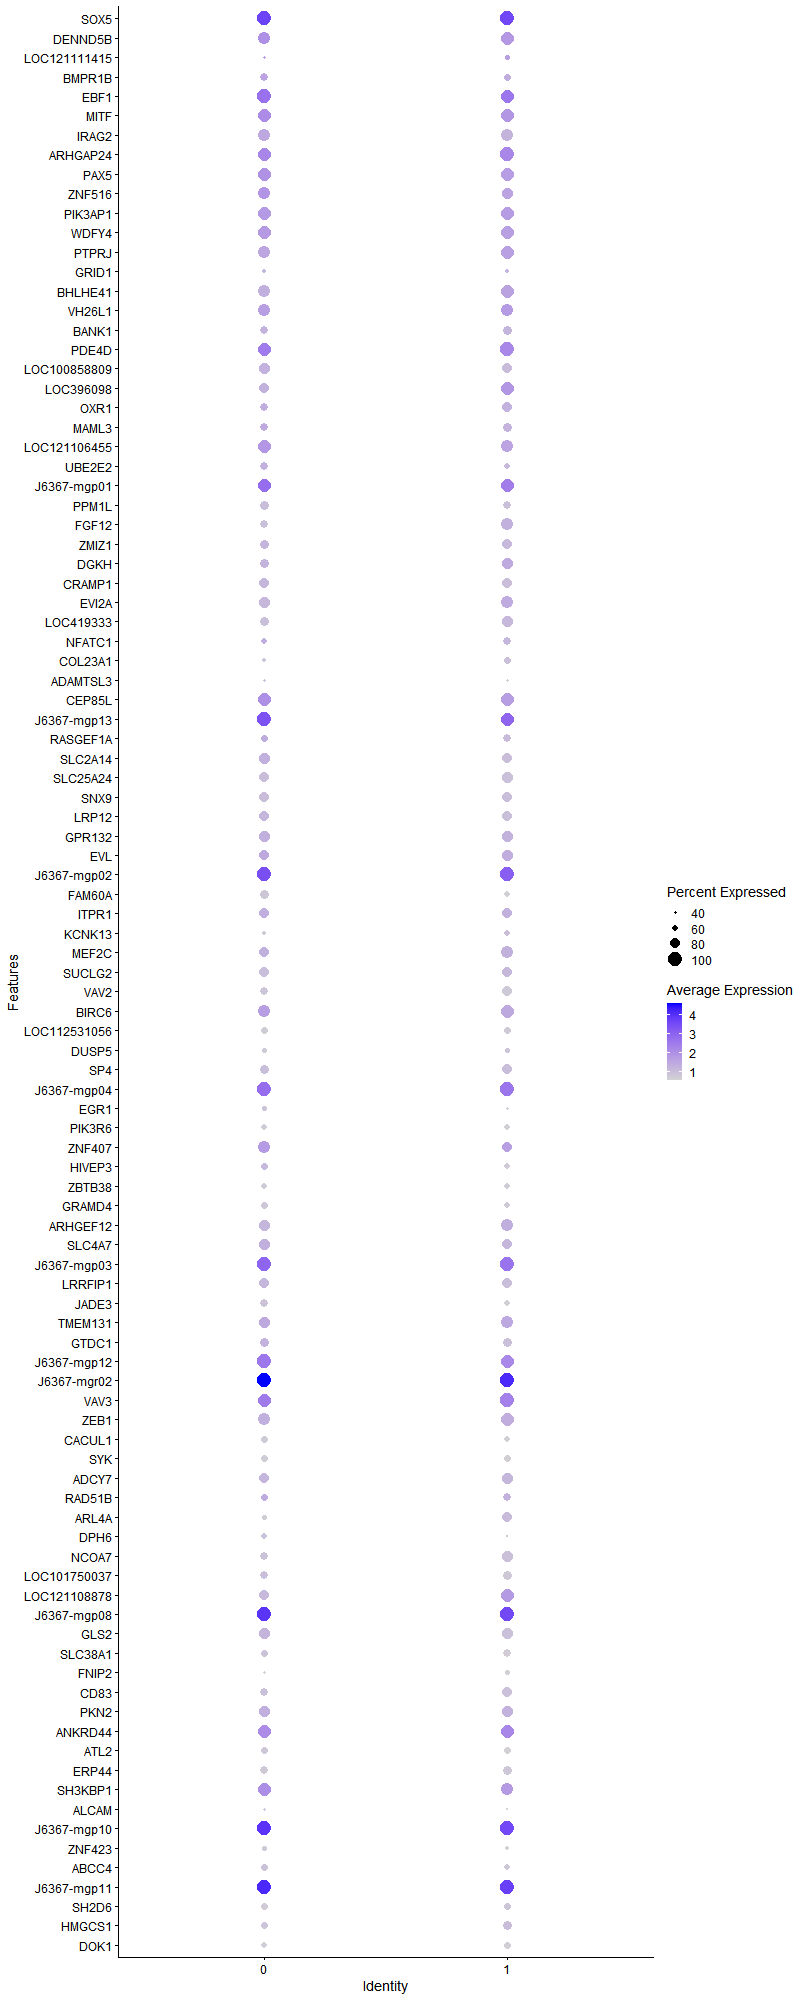 SOX5
DENND5B
LOC121111415
BMPR1B
EBF1
MITF
IRAG2
ARHGAP24
PAX5
ZNF516
PIK3AP1
WDFY4
PTPRJ
GRID1
BHLHE41
VH26L1
BANK1
PDE4D
LOC100858809
LOC396098
OXR1
MAML3
LOC121106455
UBE2E2
J6367-mgp01
PPM1L
FGF12
ZMIZ1
DGKH
CRAMP1
EVI2A
LOC419333
NFATC1
COL23A1
ADAMTSL3
CEP85L
J6367-mgp13
RASGEF1A
SLC2A14
SLC25A24
SNX9
LRP12
GPR132
EVL
J6367-mgp02
FAM60A
ITPR1
KCNK13
MEF2C
SUCLG2
VAV2
BIRC6
LOC112531056
DUSP5
SP4
J6367-mgp04
EGR1
PIK3R6
ZNF407
HIVEP3
ZBTB38
GRAMD4
ARHGEF12
SLC4A7
J6367-mgp03
LRRFIP1
JADE3
TMEM131
GTDC1
J6367-mgp12
J6367-mgr02
VAV3
ZEB1
CACUL1
SYK
ADCY7
RAD51B
ARL4A
DPH6
NCOA7
LOC101750037
LOC121108878
J6367-mgp08
GLS2
SLC38A1
FNIP2
CD83
PKN2
ANKRD44
ATL2
ERP44
SH3KBP1
ALCAM
J6367-mgp10
ZNF423
ABCC4
J6367-mgp11
SH2D6
HMGCS1
DOK1
Features
0 1
Identity
Percent Expressed
40
60
80
100
Average Expression
4
3
2
1